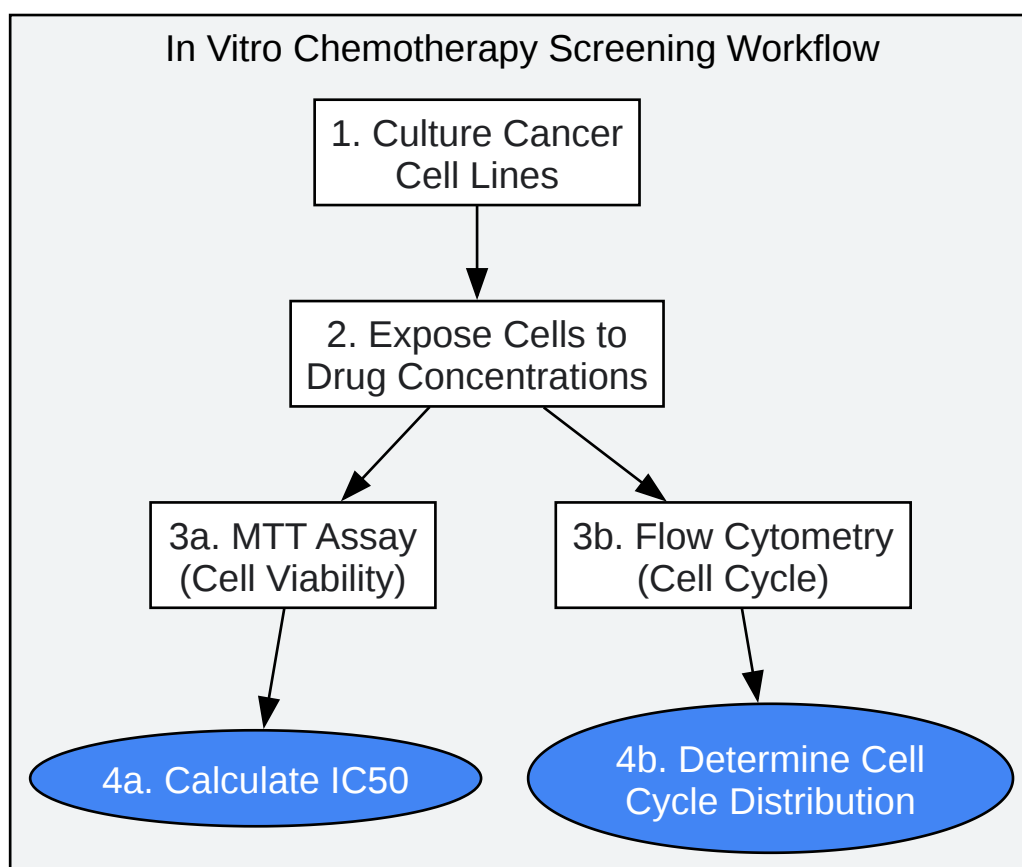 In Vitro Chemotherapy Screening Workflow
1. Culture Cancer
Cell Lines
2. Expose Cells to
Drug Concentrations
3a. MTT Assay
(Cell Viability)
3b. Flow Cytometry
(Cell Cycle)
4a. Calculate IC50
4b. Determine Cell
Cycle Distribution